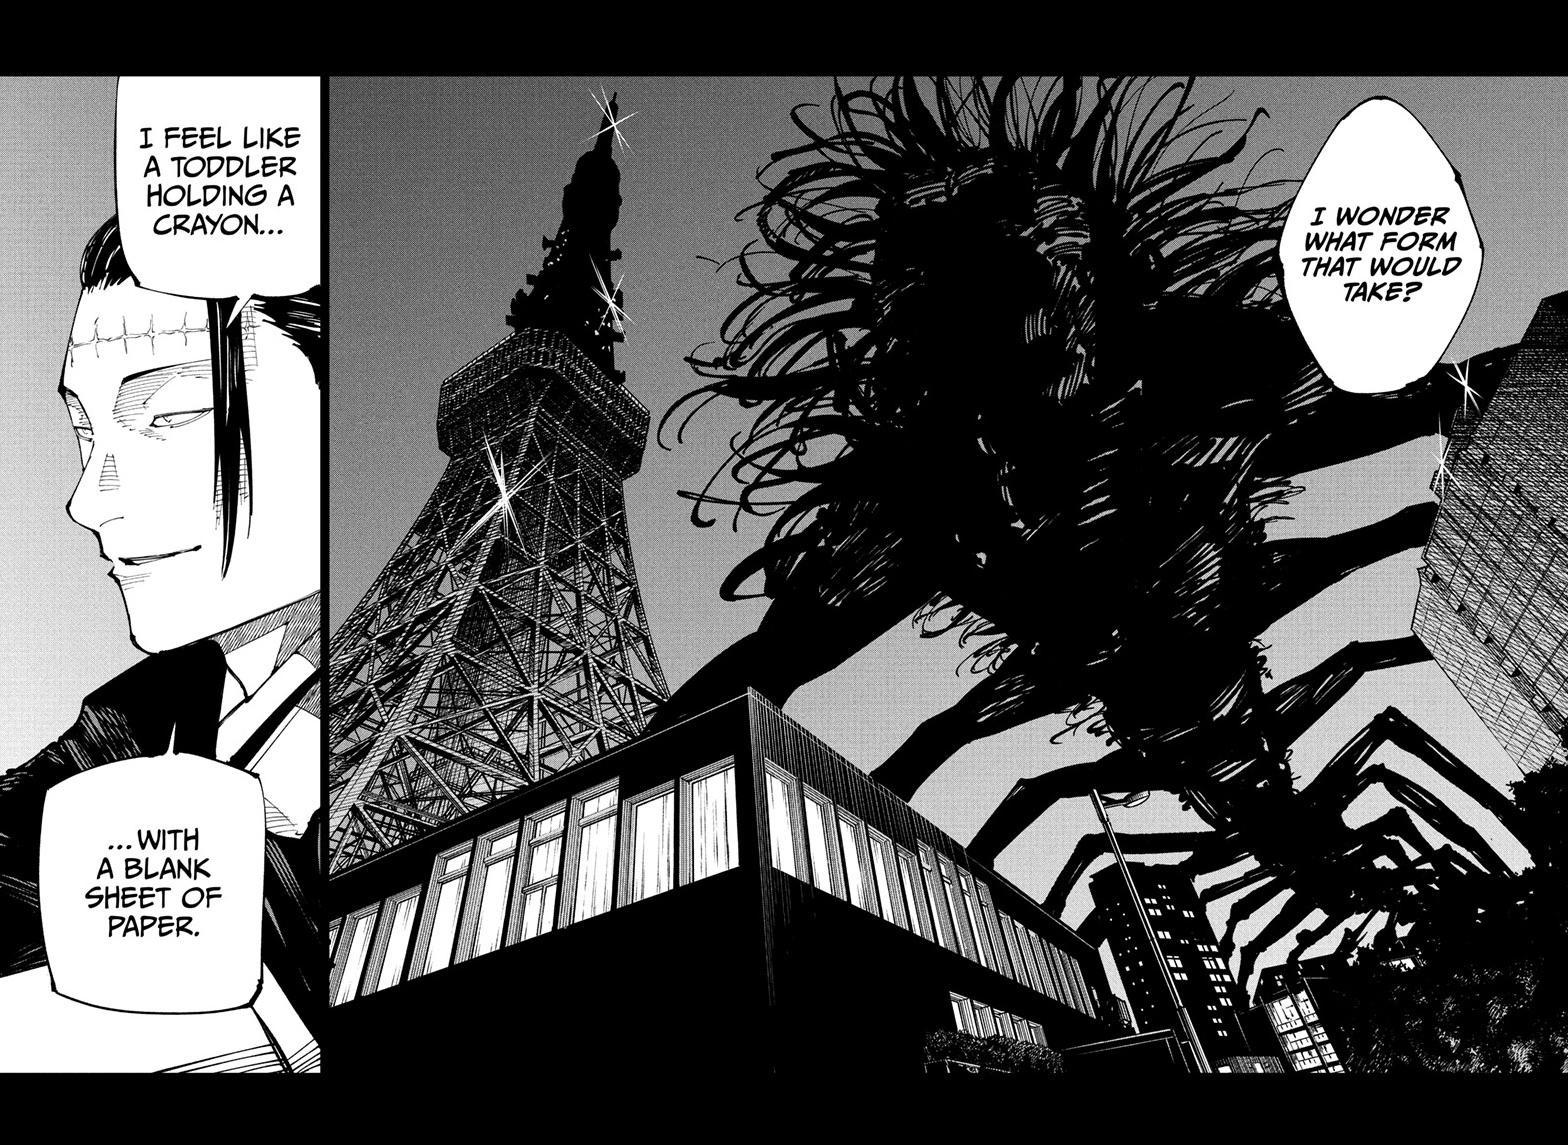 I WONDER
WHAT FORM
THAT WOULD
TAKE?
I FEEL LIKE
A TODDLER
HOLDING A
CRAYON...
...WITH
A BLANK
SHEET OF
PAPER.